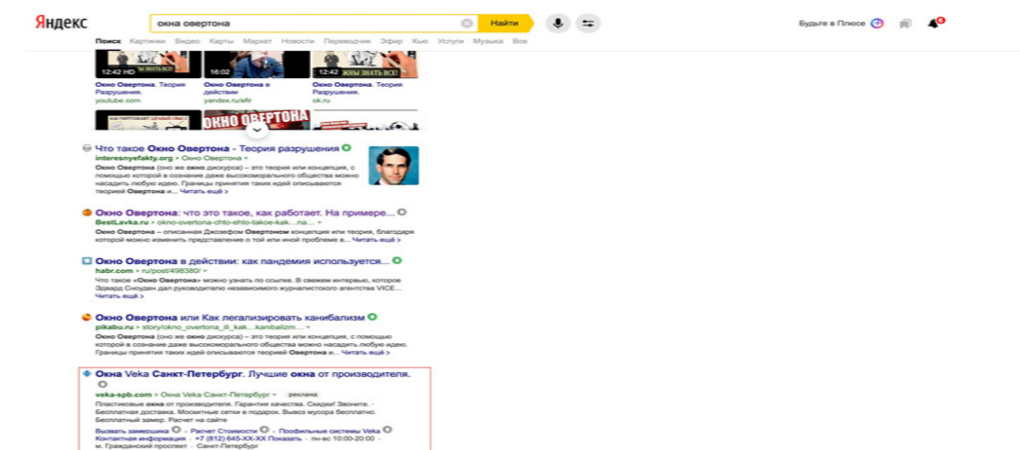 Яндекс
окна овертона
Найти
Будьте в Плюсе
Поиск Картинки Видео Карты Маркет Новости Переводчик Эфир Кью Услуги Музыка Все
12:42 HD
16:02
12:42
Окно Овертона. Теория Разрушения.
youtube.com
Окно Овертона в действии
yandex.ru/efir
Окно Овертона. Теория Разрушения.
ok.ru
ОКНО ОВЕРТОНА
Что такое Окно Овертона - Теория разрушения
interesnyefakty.org > Окно Овертона
Окно Овертона (оно же окно дискурса) – это теория или концепция, с
помощью которой в сознание даже высокоморального общества можно
насадить любую идею. Границы принятия таких идей описываются
теорией Овертона и... Читать ещё >
Окно Овертона: что это такое, как работает. На примере...
BestLavka.ru > okno-overtona-chto-ehto-takoe-kak...na...
Окно Овертона – описанная Джозефом Овертоном концепция или теория, благодаря
которой можно изменить представление о той или иной проблеме в... Читать ещё >
Окно Овертона в действии: как пандемия используется...
habr.com > ru/post/498380/
Что такое «Окно Овертона» можно узнать по ссылке. В свежем интервью, которое
Эдвард Сноуден дал руководителю независимого журналистского агентства VICE...
Читать ещё >
Окно Овертона или Как легализировать канибализм
pikabu.ru > story/okno_overtona_ili_kak...kanibalizm...
Окно Овертона (оно же окно дискурса) – это теория или концепция, с помощью
которой в сознание даже высокоморального общества можно насадить любую идею.
Границы принятия таких идей описываются теорией Овертона и... Читать ещё >
Окна Veka Санкт-Петербург. Лучшие окна от производителя.
veka-spb.com > Окна Veka Санкт-Петербург реклама
Пластиковые окна от производителя. Гарантия качества. Скидки! Звоните. ·
Бесплатная доставка. Москитные сетки в подарок. Вывоз мусора бесплатно.
Бесплатный замер. Расчет на сайте
Вызвать замерщика · Расчет Стоимости · Профильные системы Veka
Контактная информация · +7 (812) 645-XX-XX Показать · пн-вс 10:00-20:00 ·
м. Гражданский проспект · Санкт-Петербург